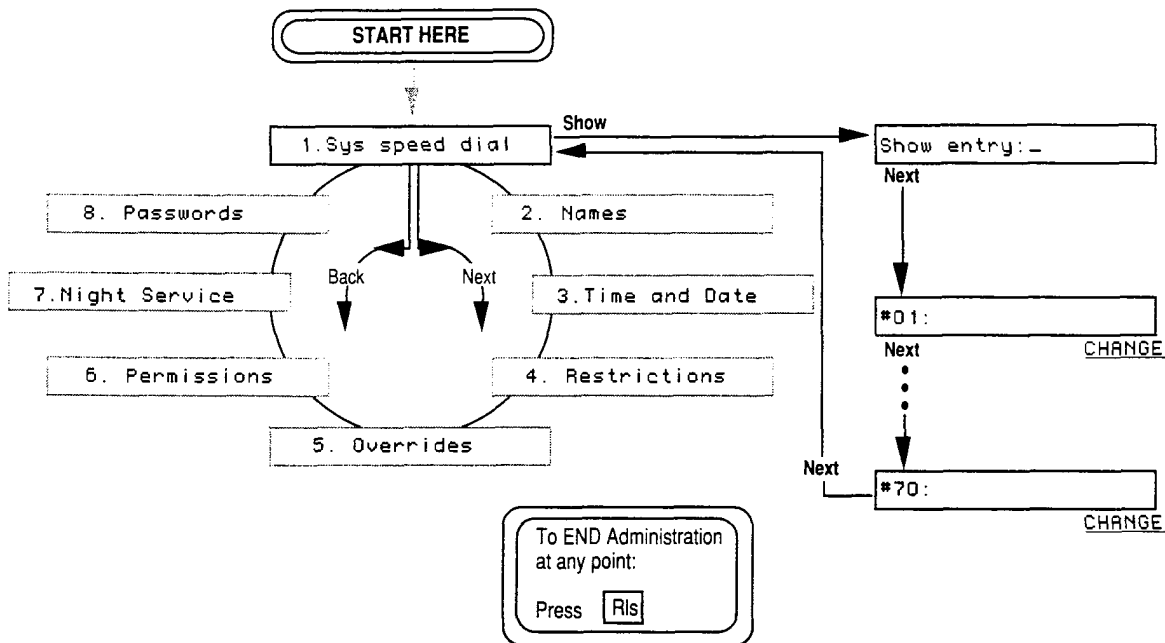 START HERE
1.Sys speed dial
Show
Show entry:_
Next
8. Passwords
2. Names
Back
Next
7.Night Service
3.Time and Date
#01:
CHANGE
Next
6. Permissions
4. Restrictions
5. Overrides
Next
#70:
CHANGE
To END Administration
at any point:
Press Rls